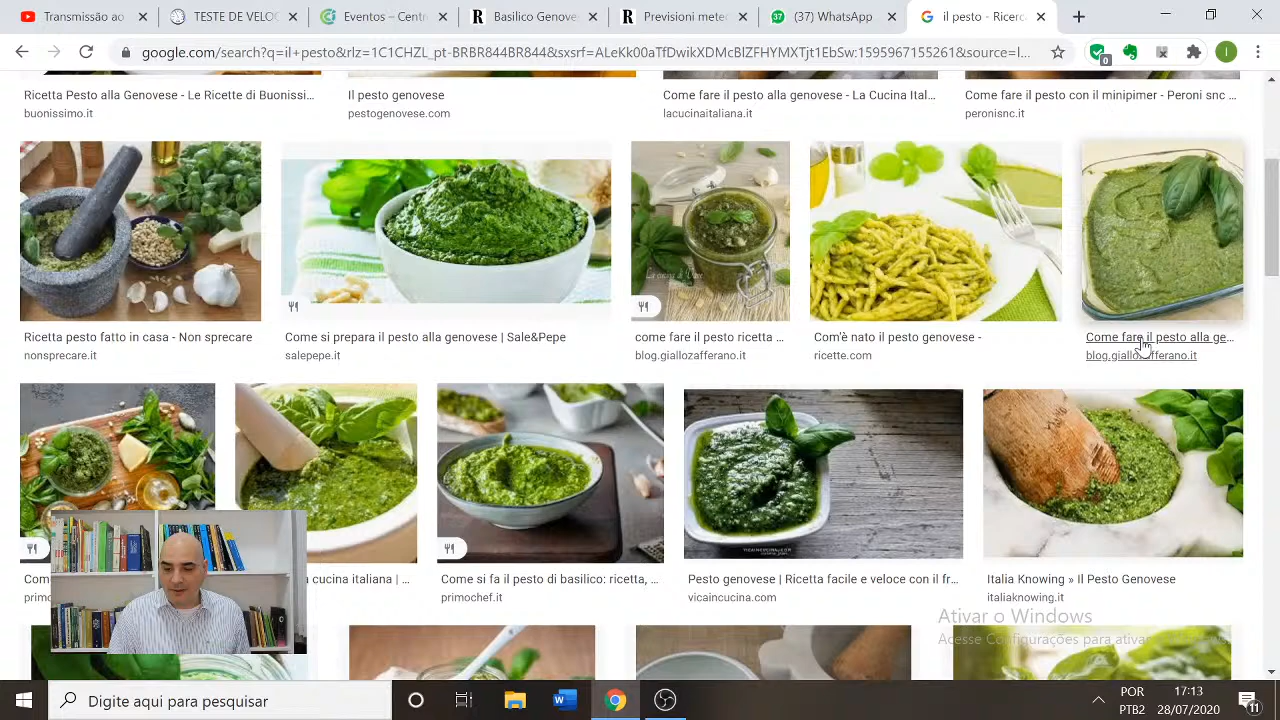 Transmissão ao
TESTE DE VELOC
Eventos – Centr
Basilico Genove
Previsioni mete
(37) WhatsApp
il pesto - Ricerc
google.com/search?q=il+pesto&rlz=1C1CHZL_pt-BRBR844BR844&sxsrf=ALeKk00aTfDwikXDMcBIZFHYMXTjt1EbSw:1595967155261&source=l...
0
I
Ricetta Pesto alla Genovese - Le Ricette di Buonissi...
buonissimo.it
Il pesto genovese
pestogenovese.com
Come fare il pesto alla genovese - La Cucina Ital...
lacucinaitaliana.it
Come fare il pesto con il minipimer - Peroni snc ...
peronisnc.it
Ricetta pesto fatto in casa - Non sprecare
nonsprecare.it
Come si prepara il pesto alla genovese | Sale&Pepe
salepepe.it
come fare il pesto ricetta ...
blog.giallozafferano.it
Com'è nato il pesto genovese -
ricette.com
Come fare il pesto alla ge...
blog.giallozafferano.it
Com
prim
cucina italiana | ...
Come si fa il pesto di basilico: ricetta, ...
primochef.it
VICAINCUCINA.COM
Pesto genovese | Ricetta facile e veloce con il fr...
vicaincucina.com
Italia Knowing » Il Pesto Genovese
italiaknowing.it
Ativar o Windows
Acesse Configurações para ativar
Digite aqui para pesquisar
POR
PTB2
17:13
28/07/2020
11